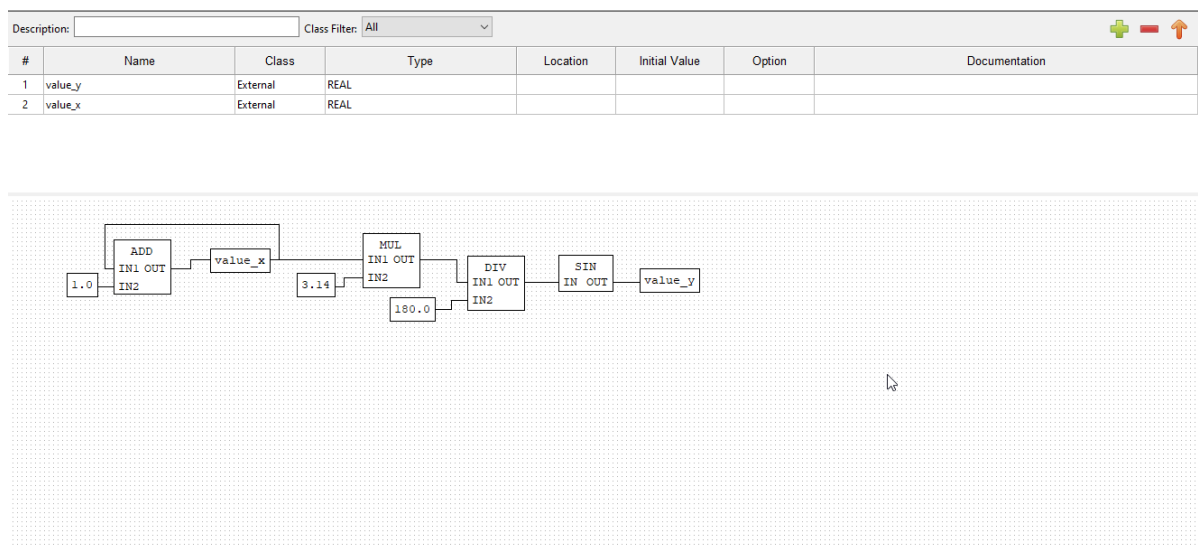 Description: Class Filter: All
# Name Class Type Location Initial Value Option Documentation
1 value_y External REAL
2 value_x External REAL
ADD
IN1 OUT
IN2
1.0
value_x
MUL
IN1 OUT
IN2
3.14
DIV
IN1 OUT
IN2
180.0
SIN
IN OUT
value_y